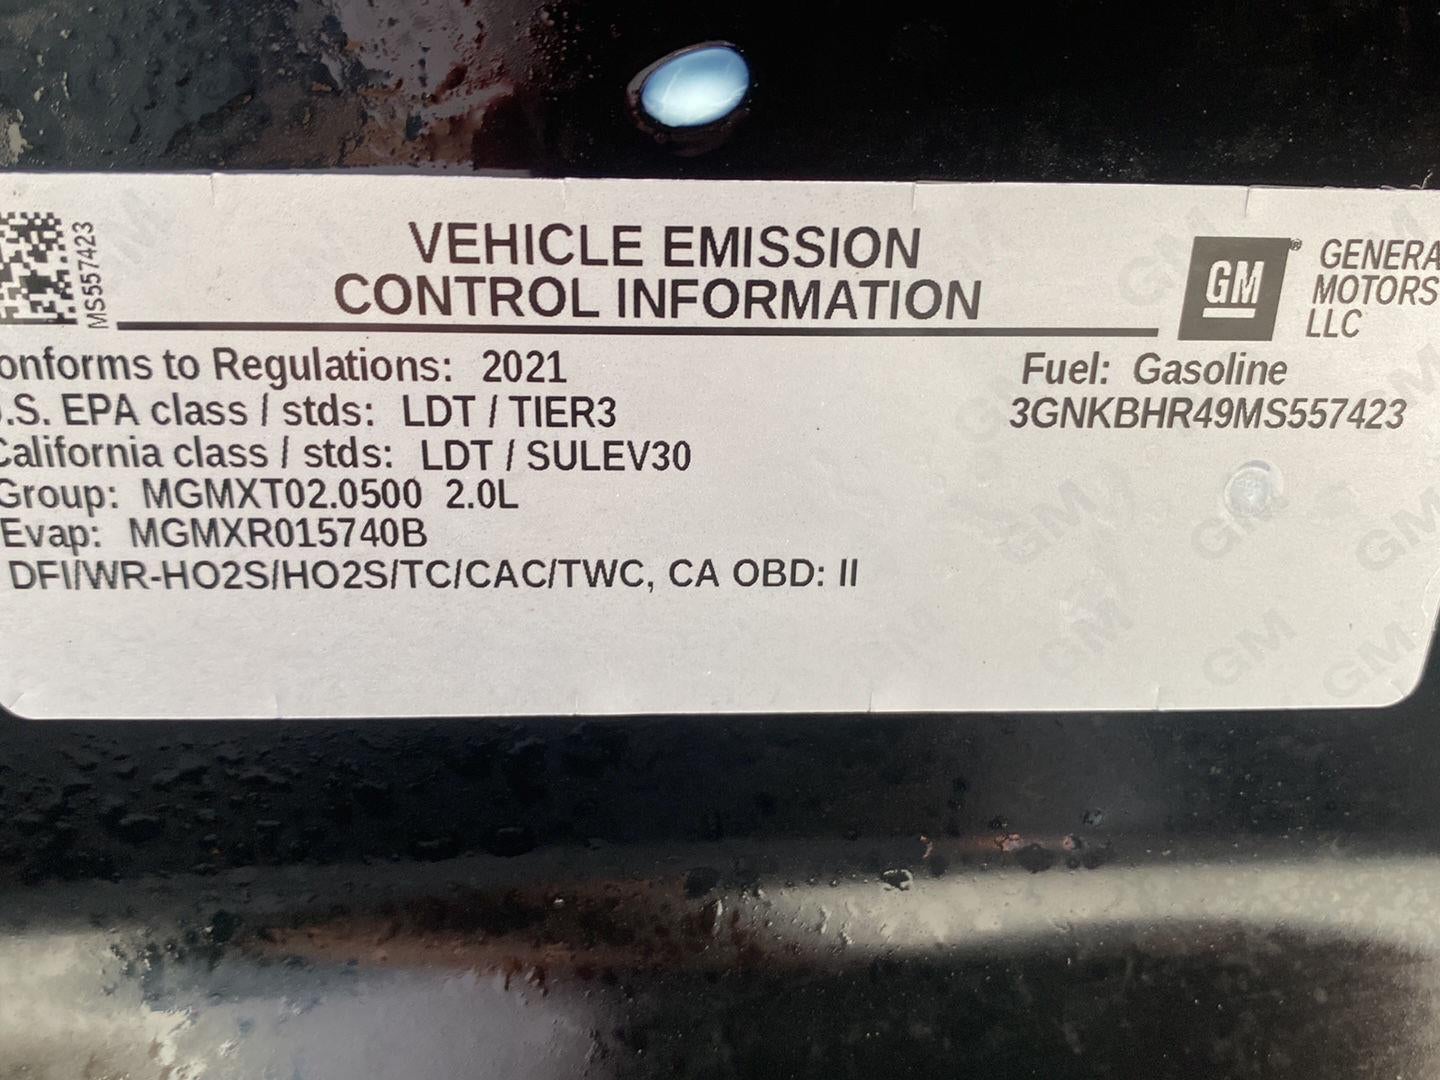 MS557423
VEHICLE EMISSION
CONTROL INFORMATION
GM
®
GENERA
MOTORS
LLC
onforms to Regulations: 2021
.S. EPA class / stds: LDT / TIER3
California class / stds: LDT / SULEV30
Group: MGMXT02.0500 2.0L
Evap: MGMXR015740B
DFI/WR-HO2S/HO2S/TC/CAC/TWC, CA OBD: II
Fuel: Gasoline
3GNKBHR49MS557423